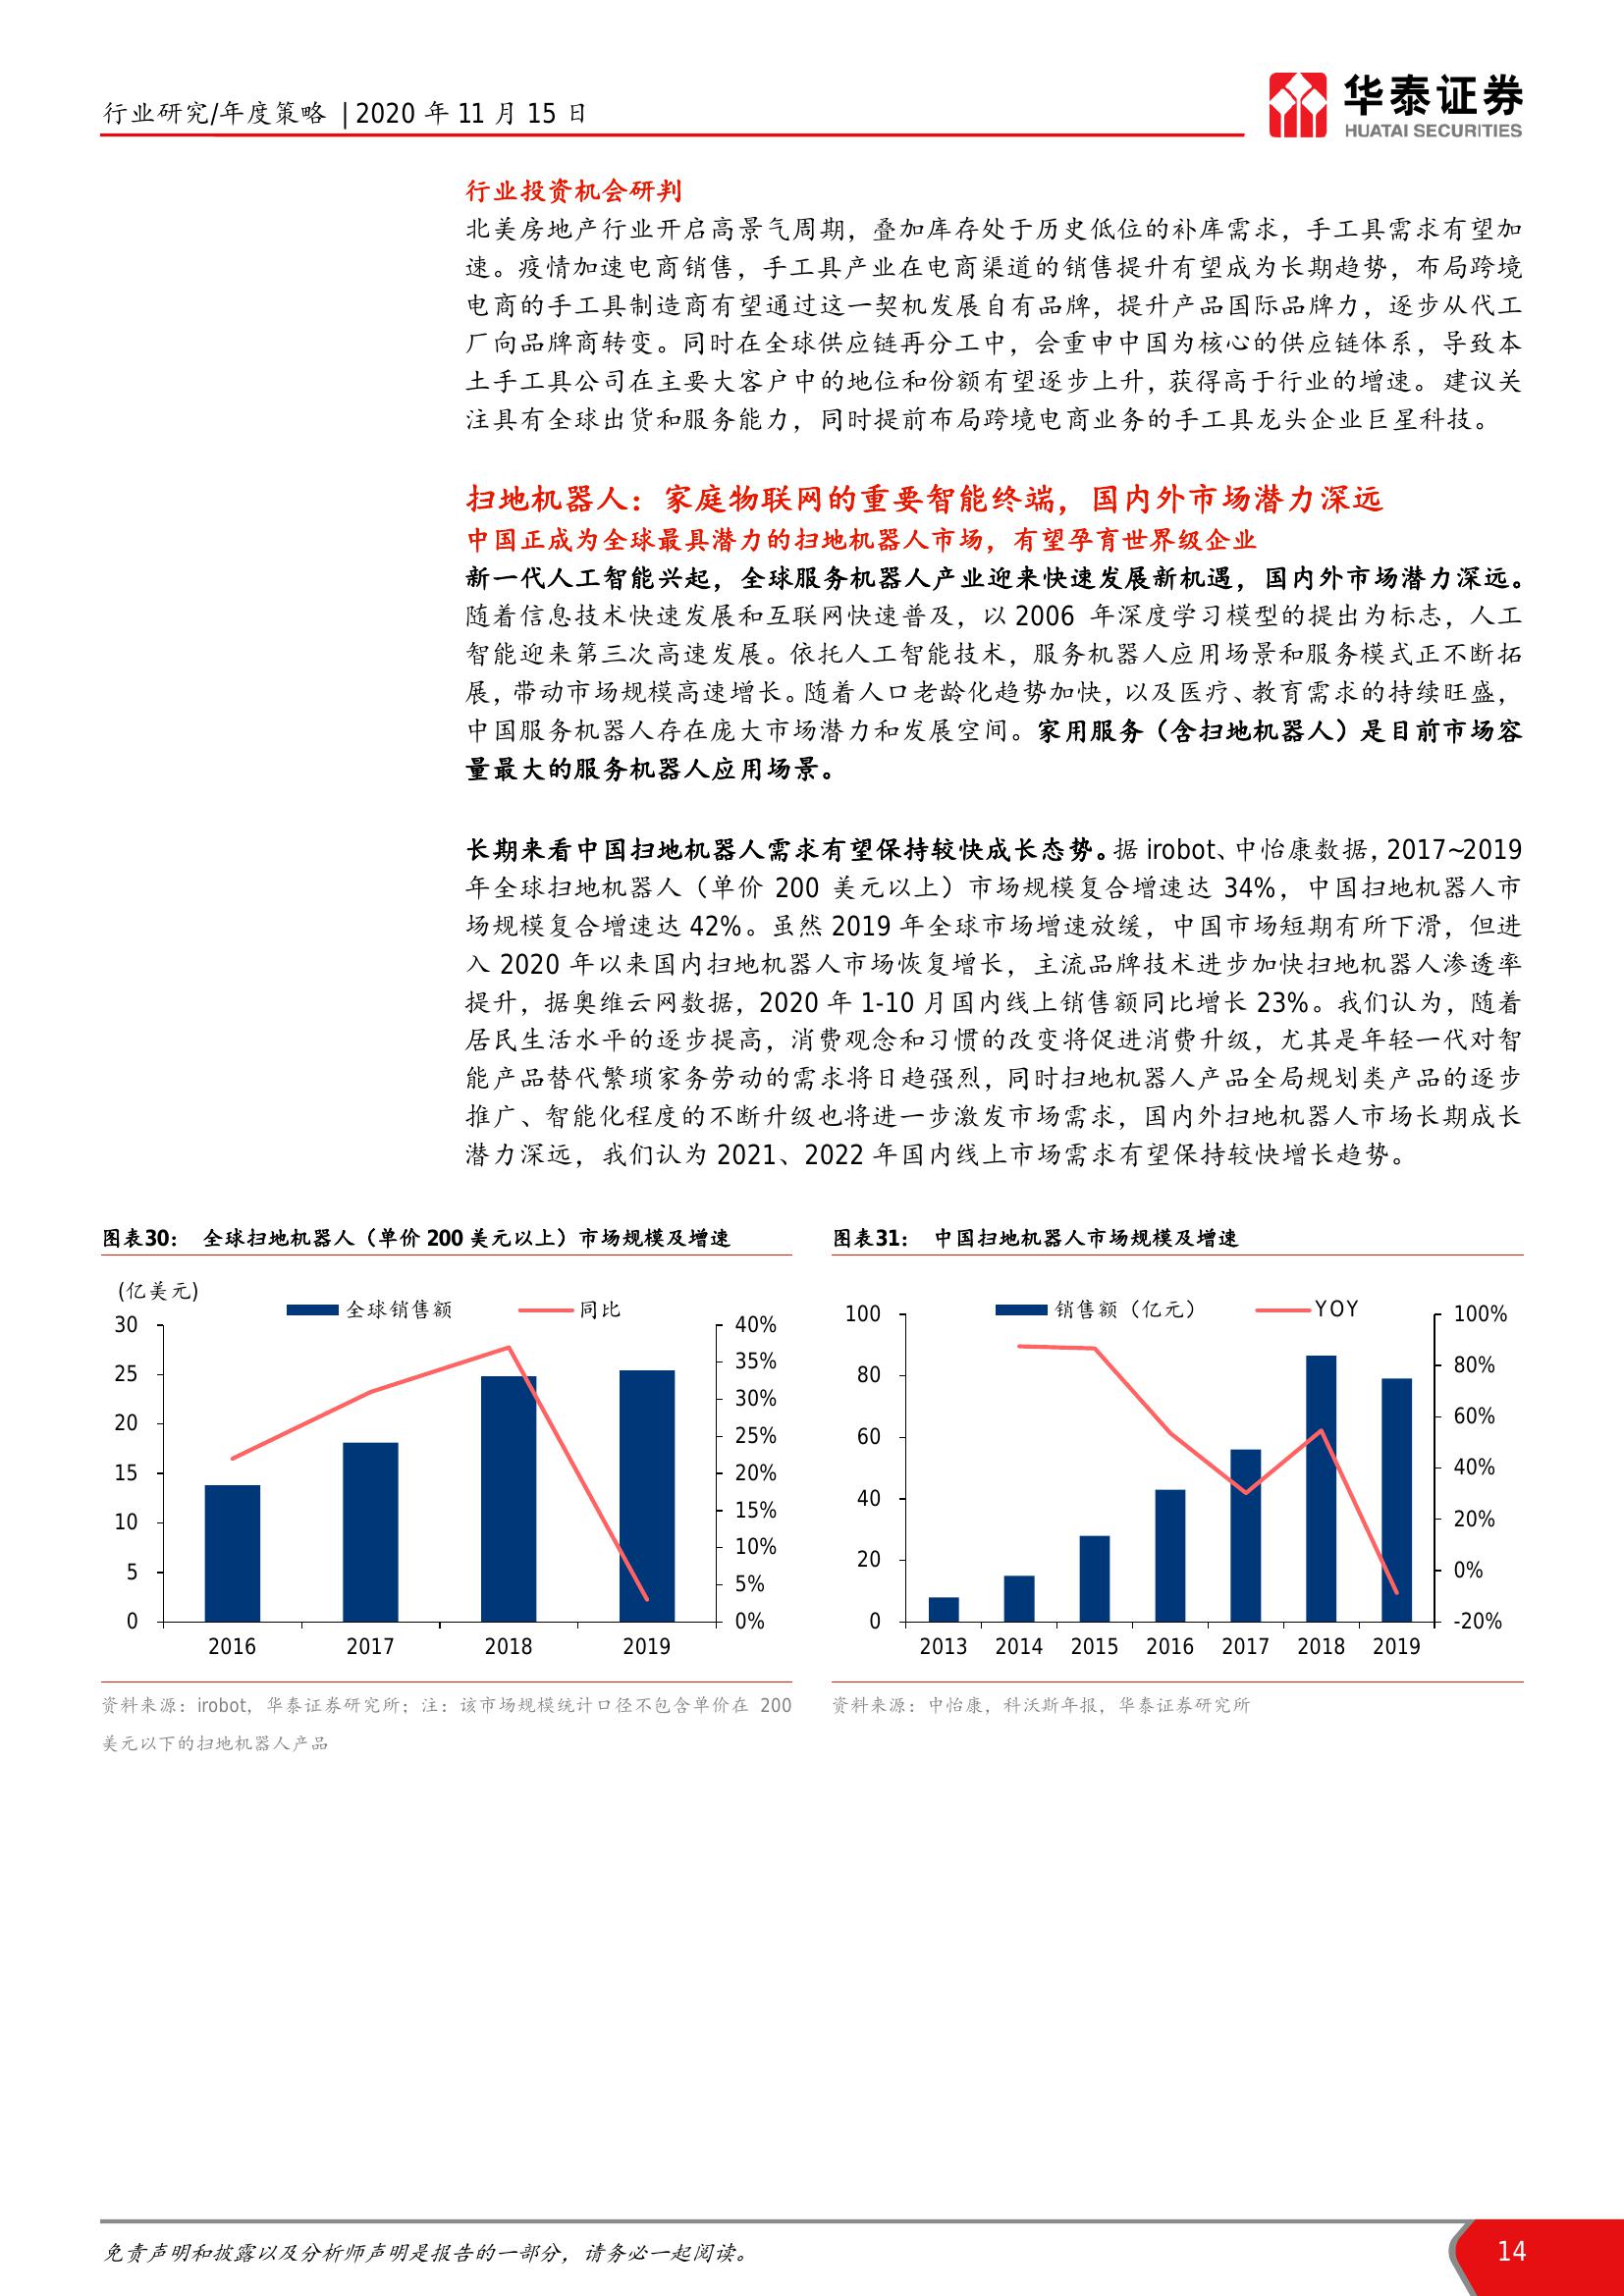 行业研究/年度策略 | 2020 年 11 月 15 日
华泰证券
HUATAI SECURITIES
行业投资机会研判
北美房地产行业开启高景气周期，叠加库存处于历史低位的补库需求，手工具需求有望加
速。疫情加速电商销售，手工具产业在电商渠道的销售提升有望成为长期趋势，布局跨境
电商的手工具制造商有望通过这一契机发展自有品牌，提升产品国际品牌力，逐步从代工
厂向品牌商转变。同时在全球供应链再分工中，会重申中国为核心的供应链体系，导致本
土手工具公司在主要大客户中的地位和份额有望逐步上升，获得高于行业的增速。建议关
注具有全球出货和服务能力，同时提前布局跨境电商业务的手工具龙头企业巨星科技。
扫地机器人：家庭物联网的重要智能终端，国内外市场潜力深远
中国正成为全球最具潜力的扫地机器人市场，有望孕育世界级企业
新一代人工智能兴起，全球服务机器人产业迎来快速发展新机遇，国内外市场潜力深远。
随着信息技术快速发展和互联网快速普及，以 2006 年深度学习模型的提出为标志，人工
智能迎来第三次高速发展。依托人工智能技术，服务机器人应用场景和服务模式正不断拓
展，带动市场规模高速增长。随着人口老龄化趋势加快，以及医疗、教育需求的持续旺盛，
中国服务机器人存在庞大市场潜力和发展空间。家用服务（含扫地机器人）是目前市场容
量最大的服务机器人应用场景。
长期来看中国扫地机器人需求有望保持较快成长态势。据 irobot、中怡康数据，2017~2019
年全球扫地机器人（单价 200 美元以上）市场规模复合增速达 34%，中国扫地机器人市
场规模复合增速达 42%。虽然 2019 年全球市场增速放缓，中国市场短期有所下滑，但进
入 2020 年以来国内扫地机器人市场恢复增长，主流品牌技术进步加快扫地机器人渗透率
提升，据奥维云网数据，2020 年 1-10 月国内线上销售额同比增长 23%。我们认为，随着
居民生活水平的逐步提高，消费观念和习惯的改变将促进消费升级，尤其是年轻一代对智
能产品替代繁琐家务劳动的需求将日趋强烈，同时扫地机器人产品全局规划类产品的逐步
推广、智能化程度的不断升级也将进一步激发市场需求，国内外扫地机器人市场长期成长
潜力深远，我们认为 2021、2022 年国内线上市场需求有望保持较快增长趋势。
图表30： 全球扫地机器人（单价 200 美元以上）市场规模及增速
(亿美元)
全球销售额 同比
30
25
20
15
10
5
0
40%
35%
30%
25%
20%
15%
10%
5%
0%
2016 2017 2018 2019
资料来源：irobot，华泰证券研究所；注：该市场规模统计口径不包含单价在 200
美元以下的扫地机器人产品
图表31： 中国扫地机器人市场规模及增速
销售额（亿元） YOY
100
80
60
40
20
0
100%
80%
60%
40%
20%
0%
-20%
2013 2014 2015 2016 2017 2018 2019
资料来源：中怡康，科沃斯年报，华泰证券研究所
免责声明和披露以及分析师声明是报告的一部分，请务必一起阅读。
14